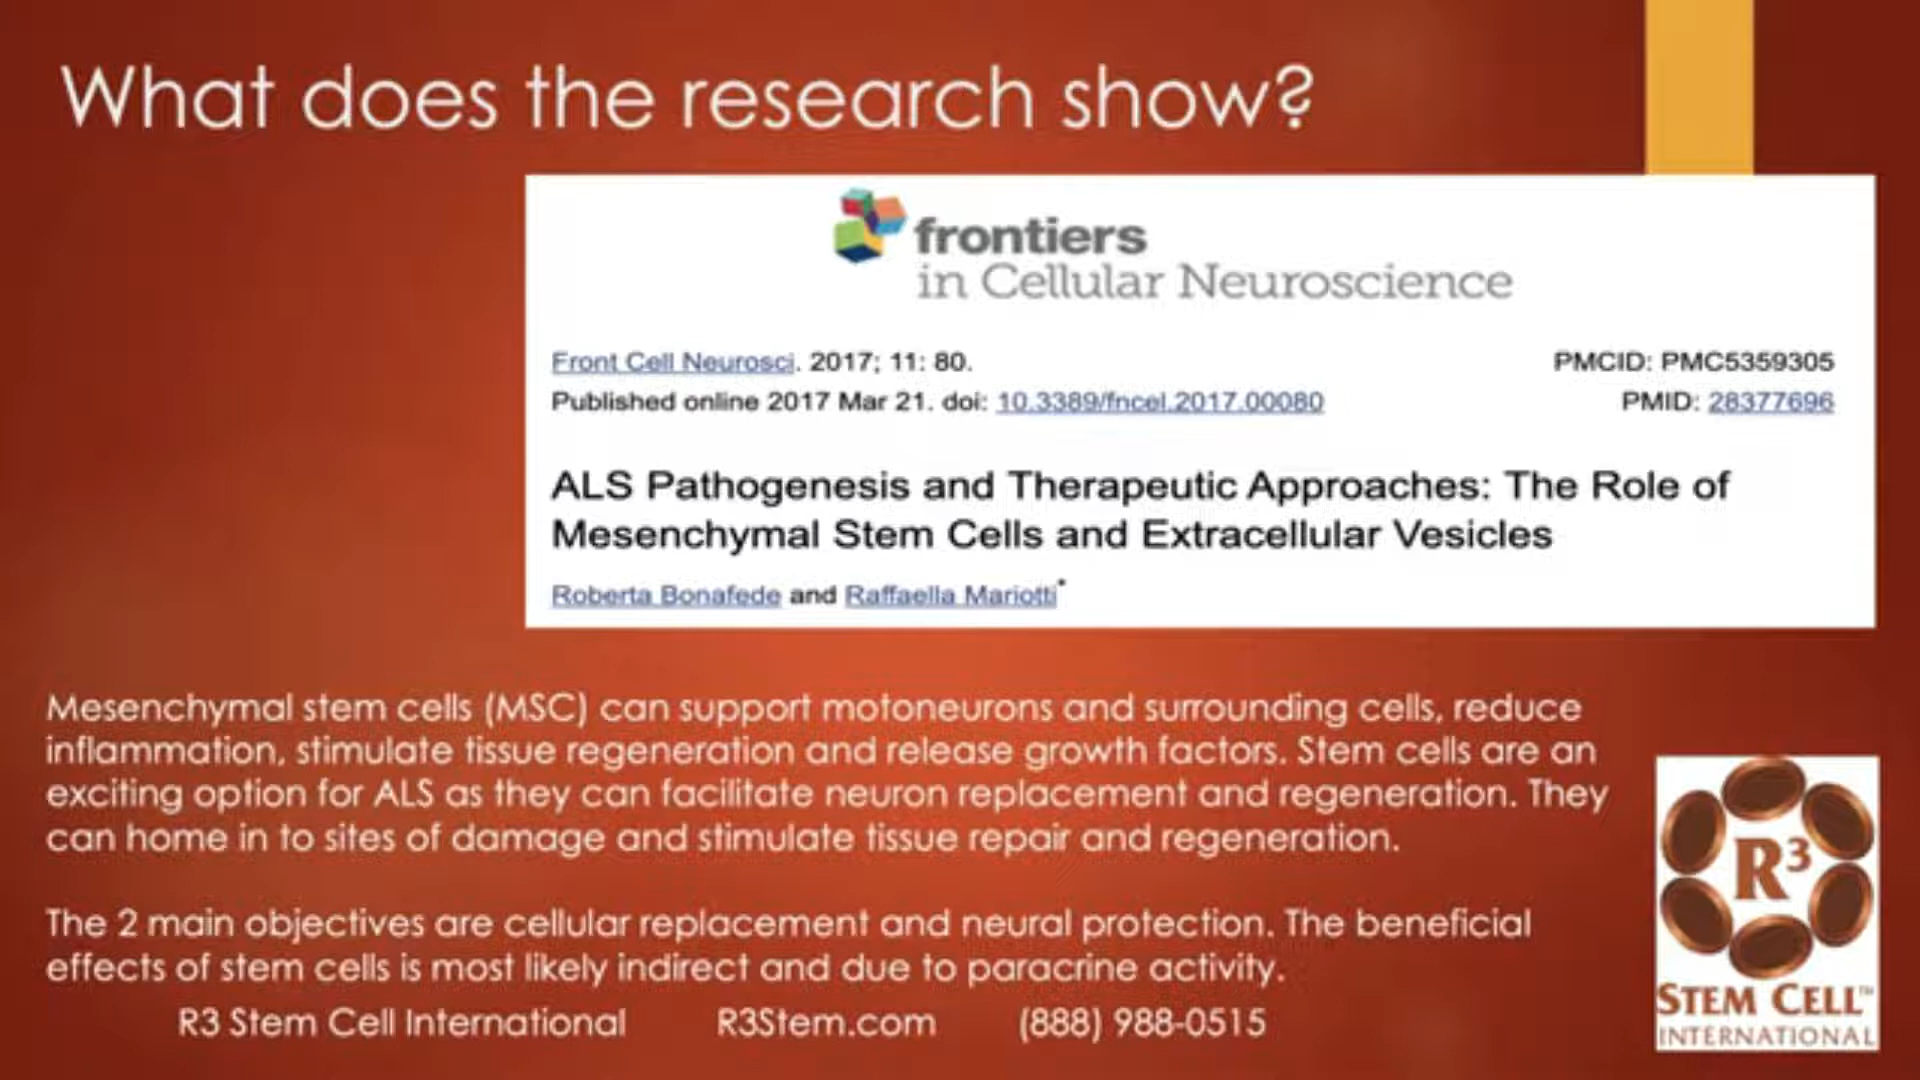 What does the research show?
frontiers
in Cellular Neuroscience
Front Cell Neurosci. 2017; 11: 80.
PMCID: PMC5359305
Published online 2017 Mar 21. doi: 10.3389/fncel.2017.00080
PMID: 28377696
ALS Pathogenesis and Therapeutic Approaches: The Role of
Mesenchymal Stem Cells and Extracellular Vesicles
Roberta Bonafede and Raffaella Mariotti*
Mesenchymal stem cells (MSC) can support motoneurons and surrounding cells, reduce
inflammation, stimulate tissue regeneration and release growth factors. Stem cells are an
exciting option for ALS as they can facilitate neuron replacement and regeneration. They
can home in to sites of damage and stimulate tissue repair and regeneration.
The 2 main objectives are cellular replacement and neural protection. The beneficial
effects of stem cells is most likely indirect and due to paracrine activity.
R3 Stem Cell International R3Stem.com (888) 988-0515
R³
STEM CELL™
INTERNATIONAL